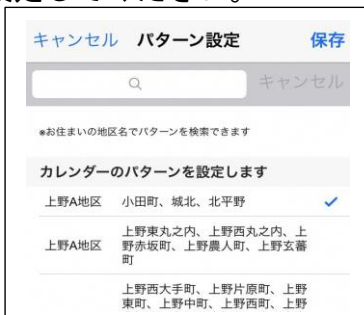 キャンセル パターン設定 保存
キャンセル
※お住まいの地区名でパターンを検索できます
カレンダーのパターンを設定します
上野A地区 小田町、城北、北平野
上野東丸之内、上野西丸之内、上
上野A地区 野赤坂町、上野農人町、上野玄蕃
町
上野西大手町、上野片原町、上野
東町、上野中町、上野西町、上野